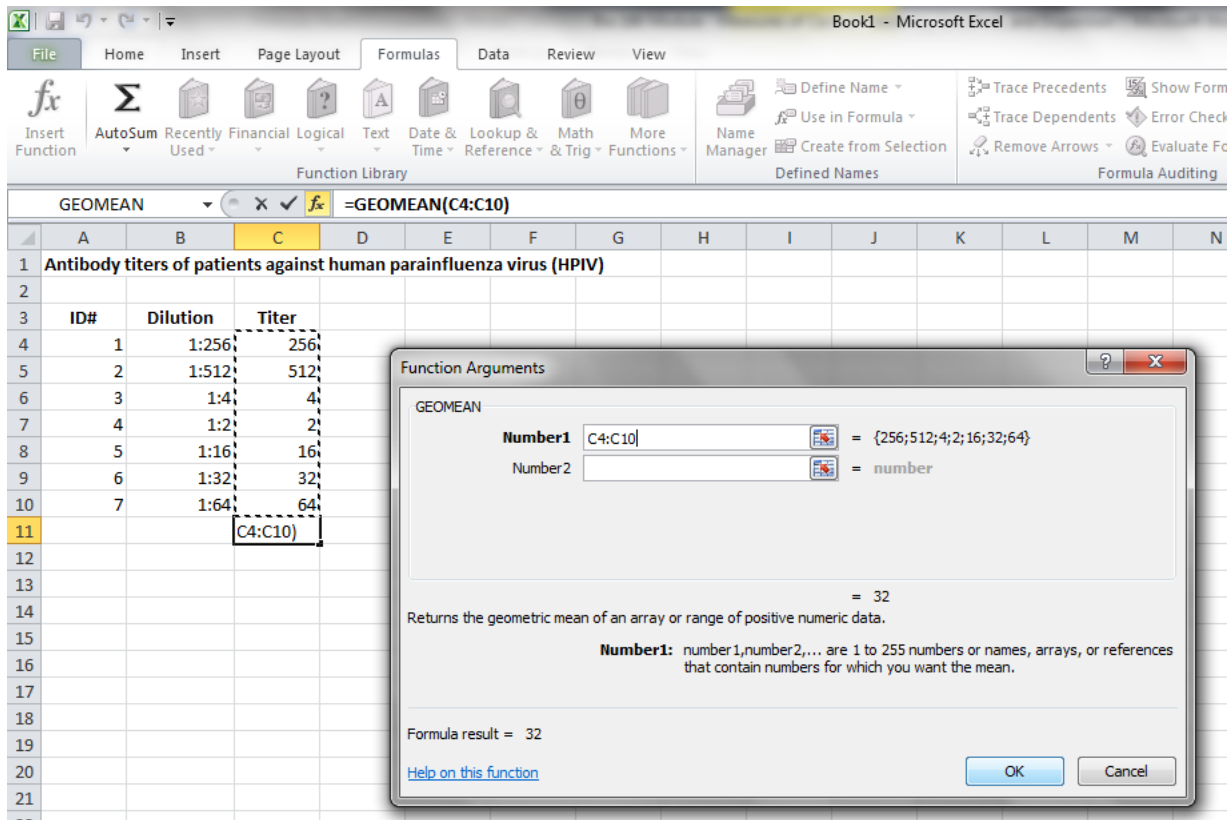 Book1 - Microsoft Excel
File Home Insert Page Layout Formulas Data Review View
fx Σ ? A θ
Insert Function AutoSum Recently Used Financial Logical Text Date & Time Lookup & Reference Math & Trig More Functions
Function Library
Name Manager
Define Name
Use in Formula
Create from Selection
Defined Names
Trace Precedents Show Form
Trace Dependents Error Check
Remove Arrows Evaluate Fo
Formula Auditing
GEOMEAN fx =GEOMEAN(C4:C10)
A B C D E F G H I J K L M N
1 Antibody titers of patients against human parainfluenza virus (HPIV)
2
3 ID# Dilution Titer
4 1 1:256 256
5 2 1:512 512
6 3 1:4 4
7 4 1:2 2
8 5 1:16 16
9 6 1:32 32
10 7 1:64 64
11 C4:C10)
12
13
14
15
16
17
18
19
20
21
Function Arguments ? X
GEOMEAN
Number1 C4:C10 = {256;512;4;2;16;32;64}
Number2 = number
= 32
Returns the geometric mean of an array or range of positive numeric data.
Number1: number1,number2,... are 1 to 255 numbers or names, arrays, or references
that contain numbers for which you want the mean.
Formula result = 32
Help on this function
OK Cancel